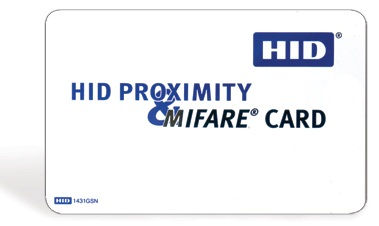 HID®
HID PROXIMITY
& MIFARE® CARD
HID 1431GSN